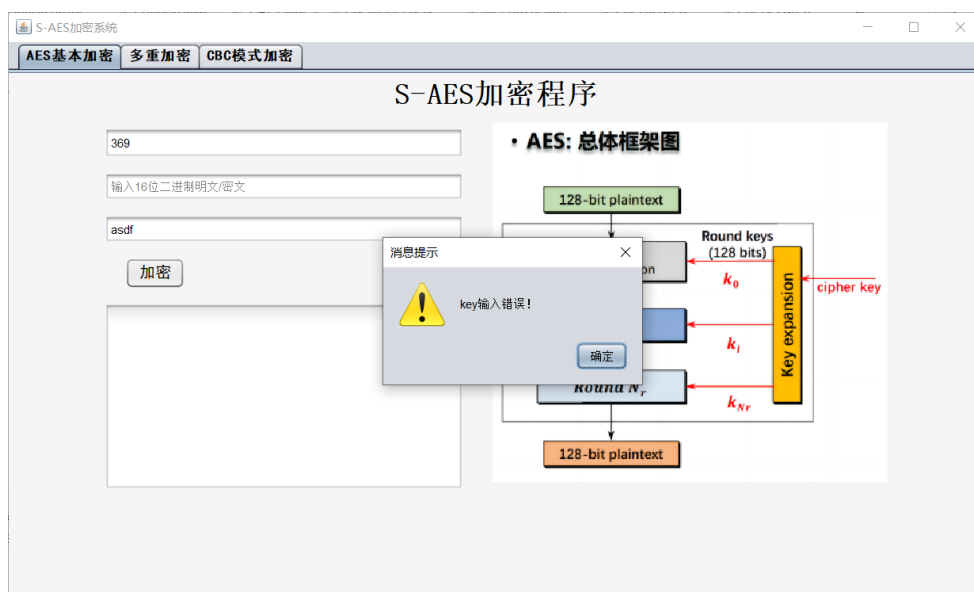 S-AES加密系统
AES基本加密 多重加密 CBC模式加密
S-AES加密程序
369
输入16位二进制明文/密文
asdf
加密
消息提示
key输入错误!
确定
• AES: 总体框架图
128-bit plaintext
Round keys
(128 bits)
on
k0
cipher key
Key expansion
ki
Round Nr
kNr
128-bit plaintext